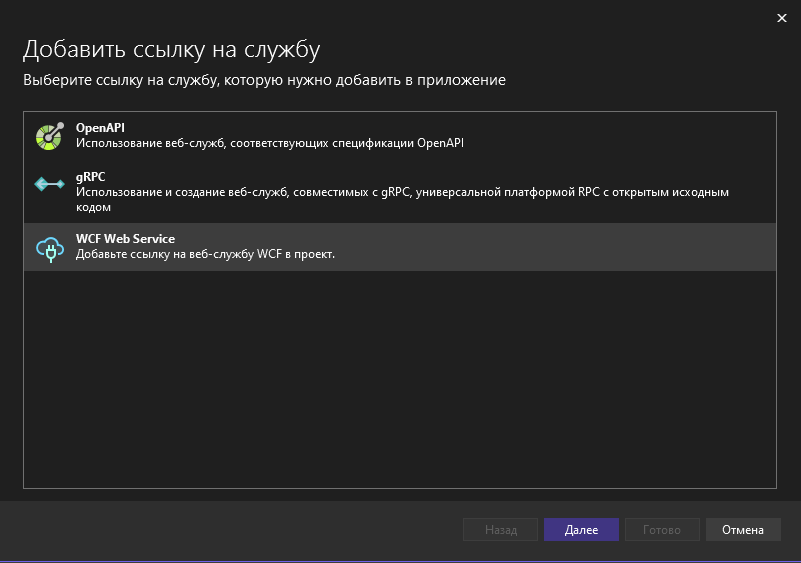 Добавить ссылку на службу
Выберите ссылку на службу, которую нужно добавить в приложение
OpenAPI
Использование веб-служб, соответствующих спецификации OpenAPI
gRPC
Использование и создание веб-служб, совместимых с gRPC, универсальной платформой RPC с открытым исходным
кодом
WCF Web Service
Добавьте ссылку на веб-службу WCF в проект.
Назад
Далее
Готово
Отмена